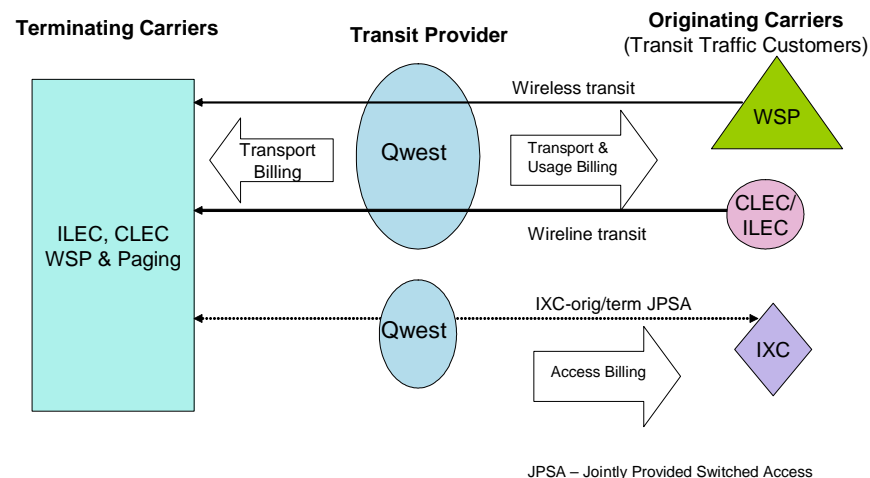 Terminating Carriers
Transit Provider
Originating Carriers
(Transit Traffic Customers)
Wireless transit
WSP
Transport
Billing
Qwest
Transport &
Usage Billing
CLEC/
ILEC
ILEC, CLEC
WSP & Paging
Wireline transit
IXC-orig/term JPSA
Qwest
IXC
Access Billing
JPSA – Jointly Provided Switched Access